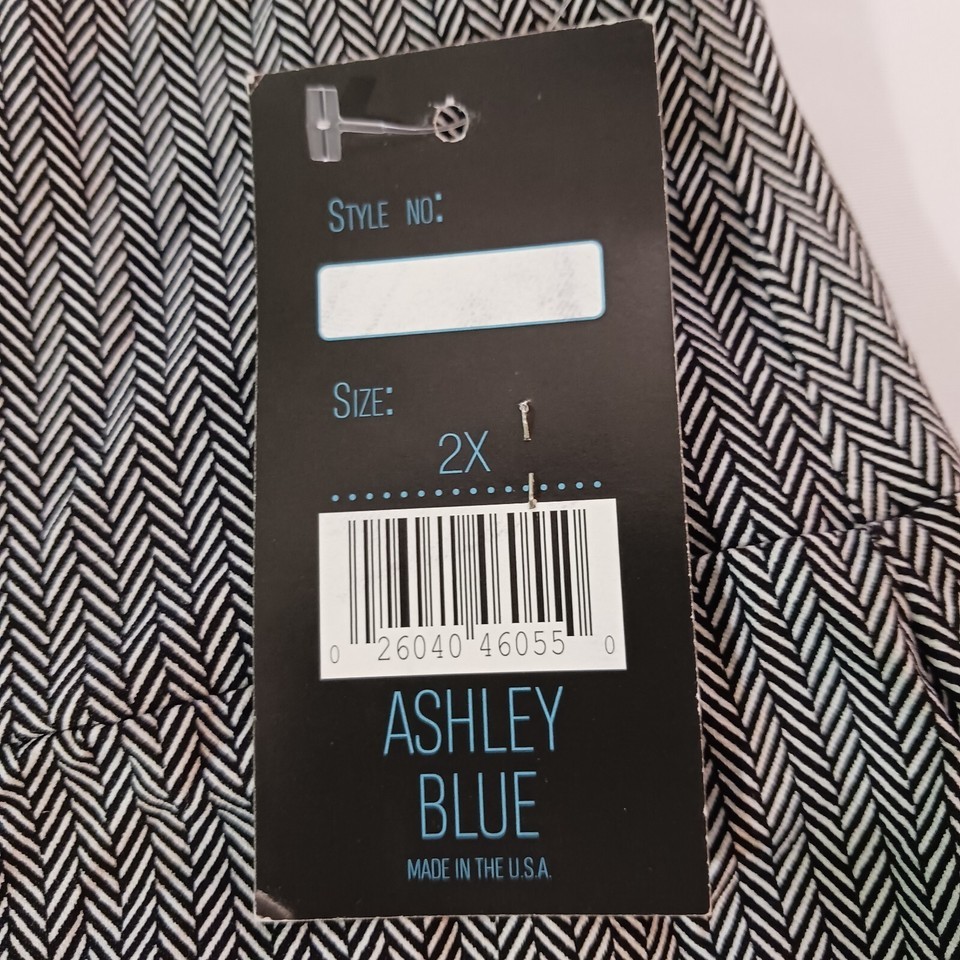 STYLE NO:
SIZE:
2X
0 26040 46055 0
ASHLEY
BLUE
MADE IN THE U.S.A.